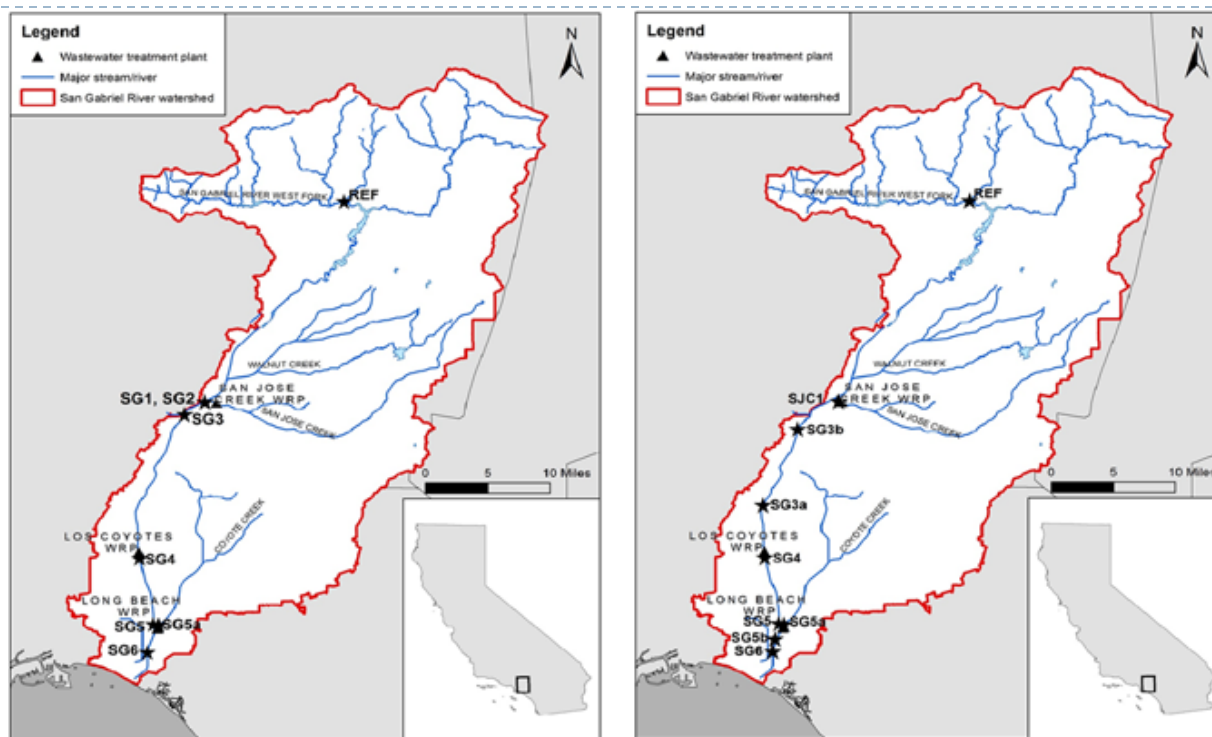 Legend
Wastewater treatment plant
Major stream/river
San Gabriel River watershed
N
SAN GABRIEL RIVER WEST FORK
REF
WALNUT CREEK
SG1, SG2
SAN JOSE
CREEK WRP
SG3
SAN JOSE CREEK
0 5 10 Miles
COYOTE CREEK
LOS COYOTES
WRP
SG4
LONG BEACH
WRP
SG5
SG5a
SG6
Legend
Wastewater treatment plant
Major stream/river
San Gabriel River watershed
N
SAN GABRIEL RIVER WEST FORK
REF
WALNUT CREEK
SJC1
SAN JOSE
CREEK WRP
SG3b
SAN JOSE CREEK
0 5 10 Miles
SG3a
COYOTE CREEK
LOS COYOTES
WRP
SG4
LONG BEACH
WRP
SG5
SG5a
SG5b
SG6